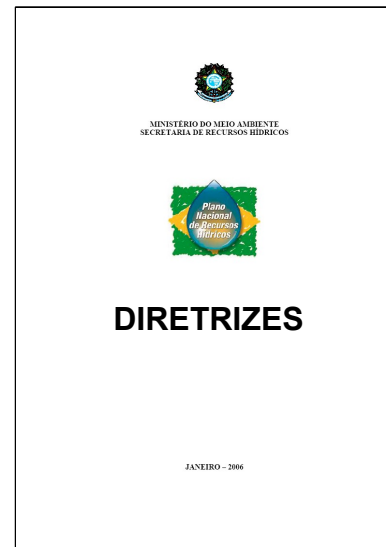 MINISTÉRIO DO MEIO AMBIENTE
SECRETARIA DE RECURSOS HÍDRICOS
Plano
Nacional
de Recursos
Hídricos
DIRETRIZES
JANEIRO – 2006